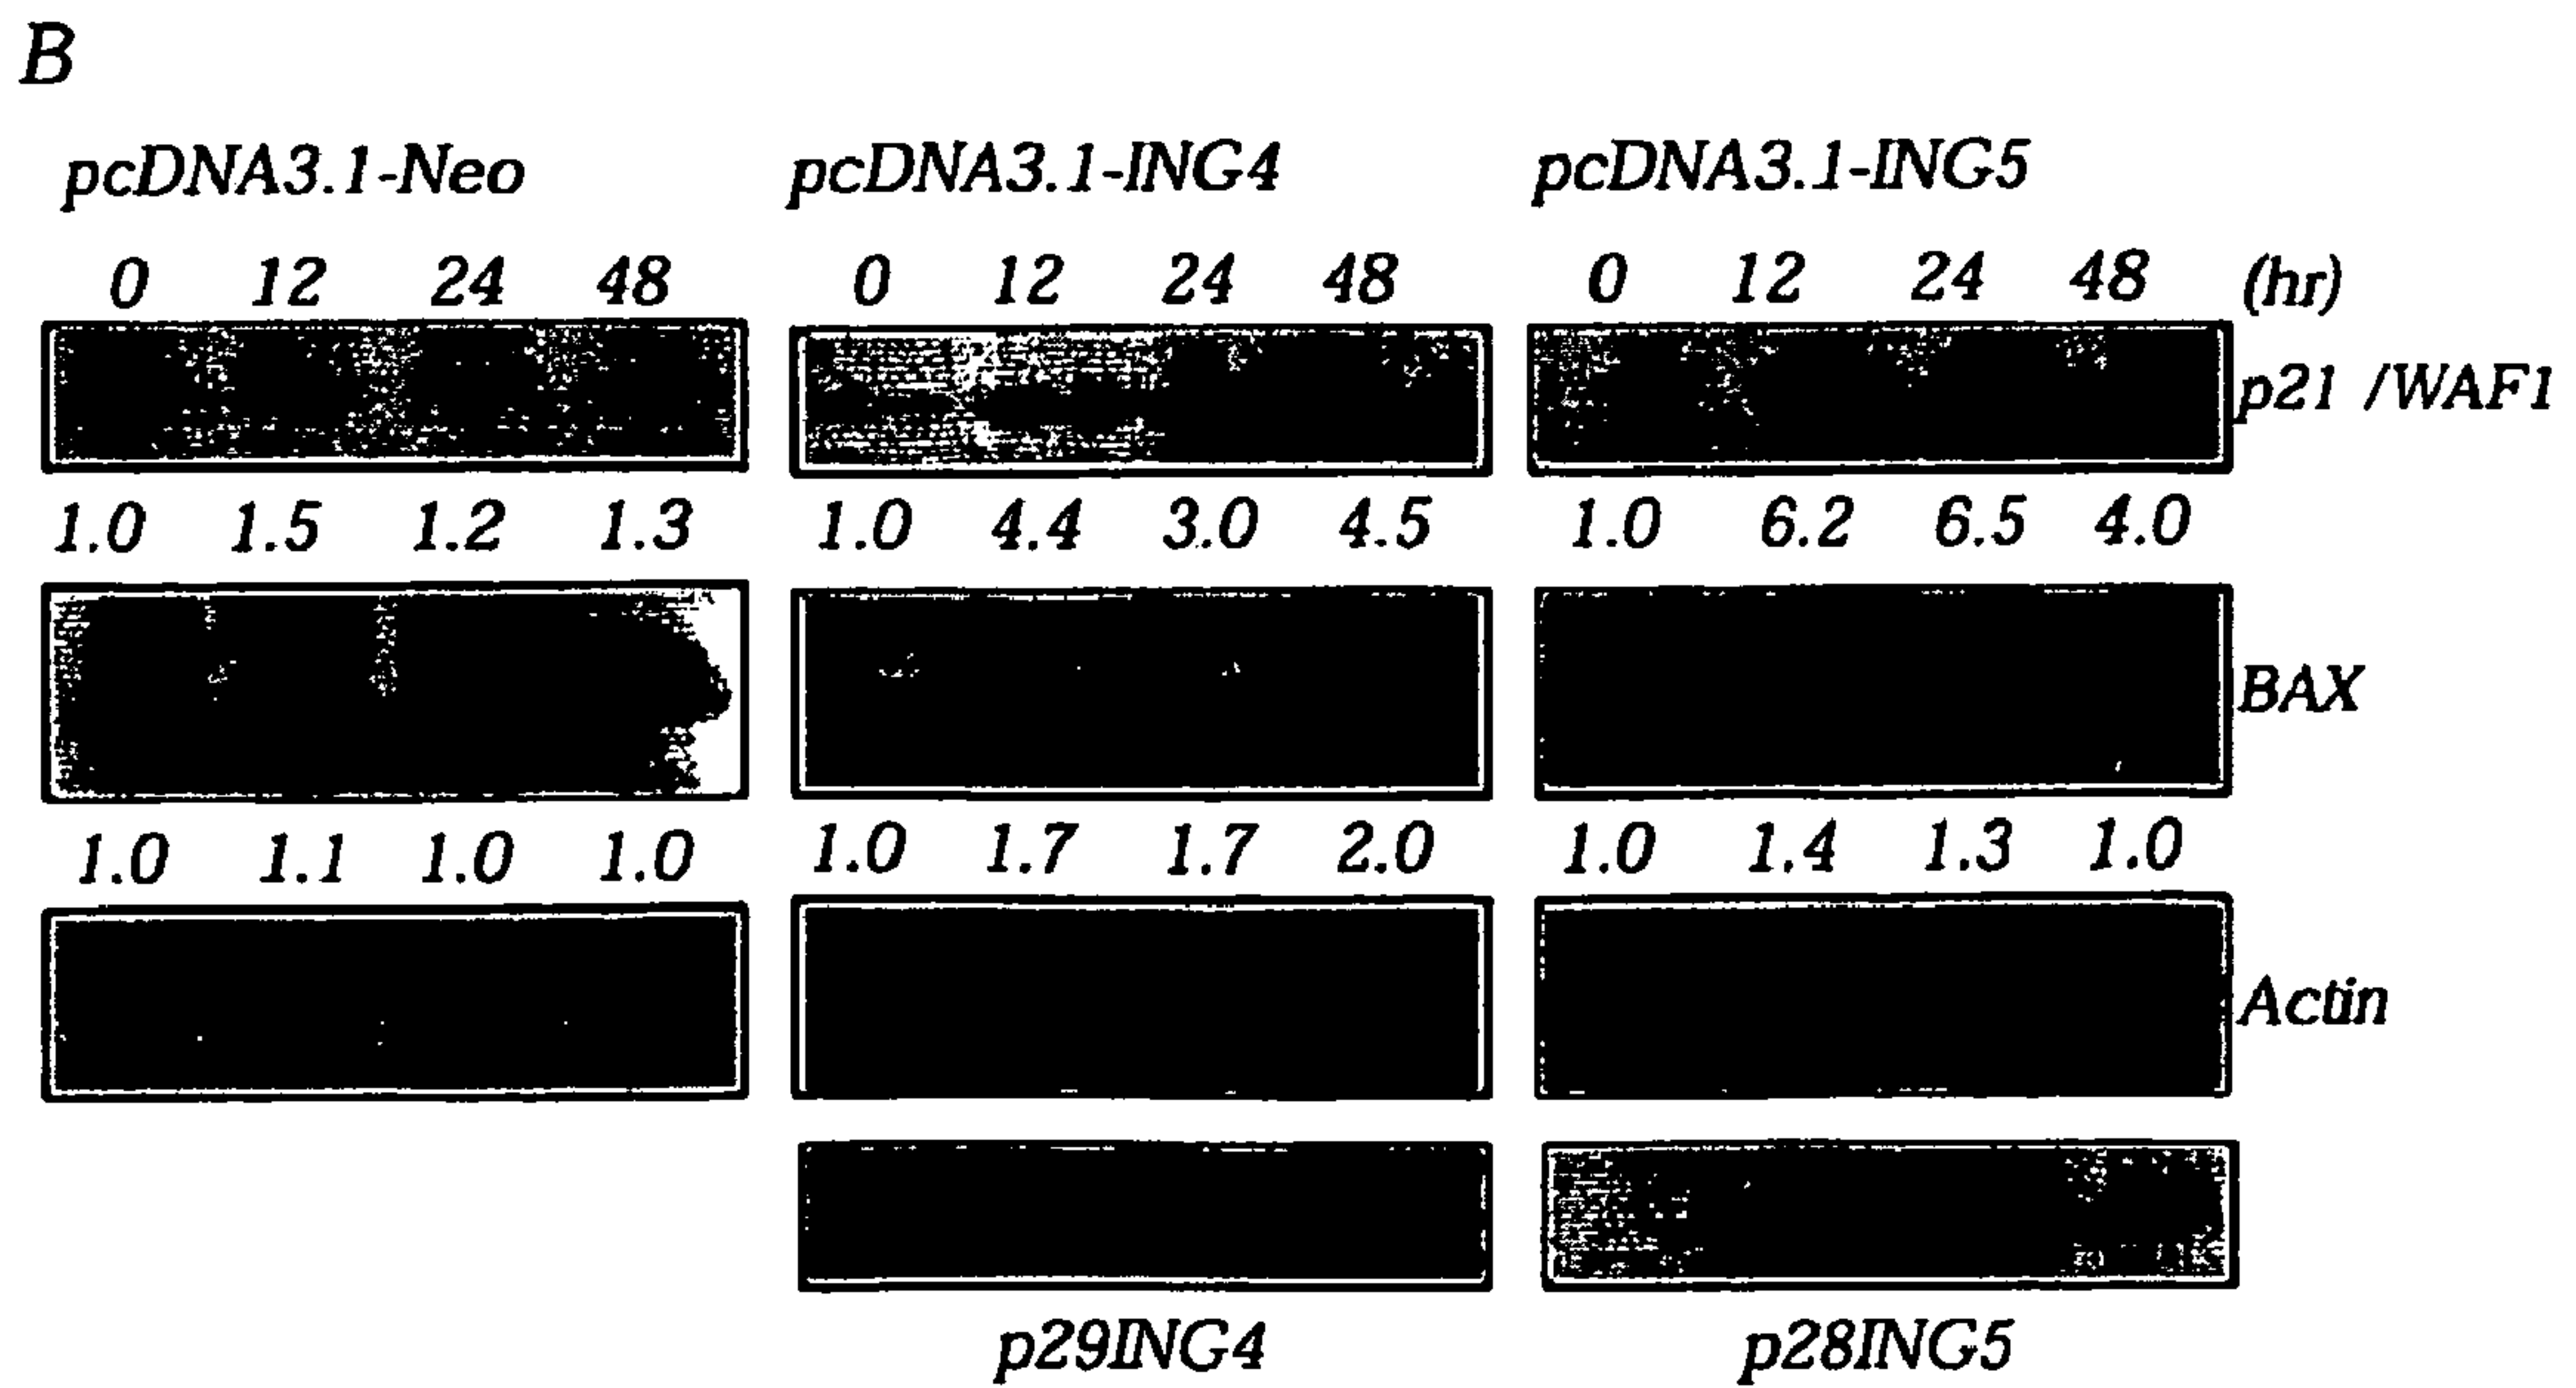 B
pcDNA3.1-Neo pcDNA3.1-ING4 pcDNA3.1-ING5
0 12 24 48 0 12 24 48 0 12 24 48 (hr)
p21 /WAF1
1.0 1.5 1.2 1.3 1.0 4.4 3.0 4.5 1.0 6.2 6.5 4.0
BAX
1.0 1.1 1.0 1.0 1.0 1.7 1.7 2.0 1.0 1.4 1.3 1.0
Actin
p29ING4 p28ING5